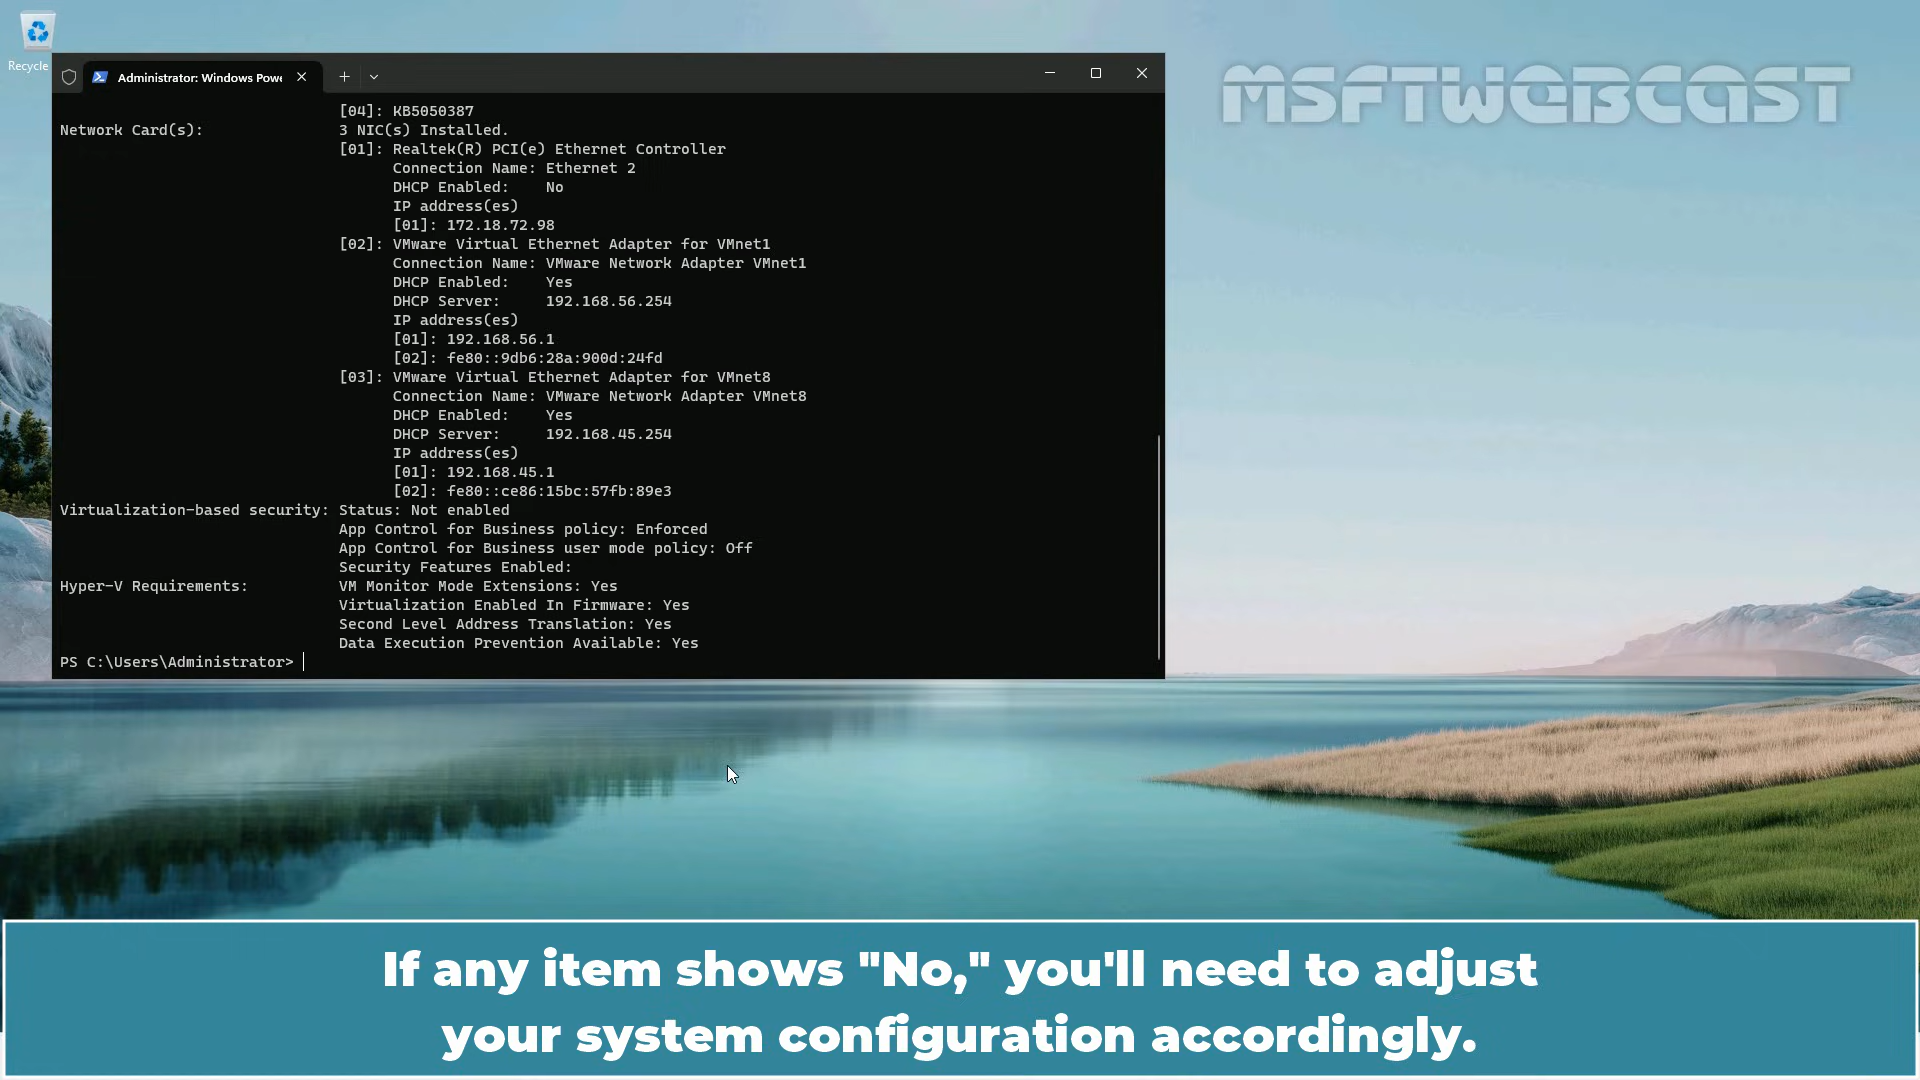 Recycle
MSFTWEBCAST
Administrator: Windows Powe
[04]: KB5050387
Network Card(s): 3 NIC(s) Installed.
[01]: Realtek(R) PCI(e) Ethernet Controller
Connection Name: Ethernet 2
DHCP Enabled: No
IP address(es)
[01]: 172.18.72.98
[02]: VMware Virtual Ethernet Adapter for VMnet1
Connection Name: VMware Network Adapter VMnet1
DHCP Enabled: Yes
DHCP Server: 192.168.56.254
IP address(es)
[01]: 192.168.56.1
[02]: fe80::9db6:28a:900d:24fd
[03]: VMware Virtual Ethernet Adapter for VMnet8
Connection Name: VMware Network Adapter VMnet8
DHCP Enabled: Yes
DHCP Server: 192.168.45.254
IP address(es)
[01]: 192.168.45.1
[02]: fe80::ce86:15bc:57fb:89e3
Virtualization-based security: Status: Not enabled
App Control for Business policy: Enforced
App Control for Business user mode policy: Off
Security Features Enabled:
Hyper-V Requirements: VM Monitor Mode Extensions: Yes
Virtualization Enabled In Firmware: Yes
Second Level Address Translation: Yes
Data Execution Prevention Available: Yes
PS C:\Users\Administrator>
If any item shows "No," you'll need to adjust
your system configuration accordingly.